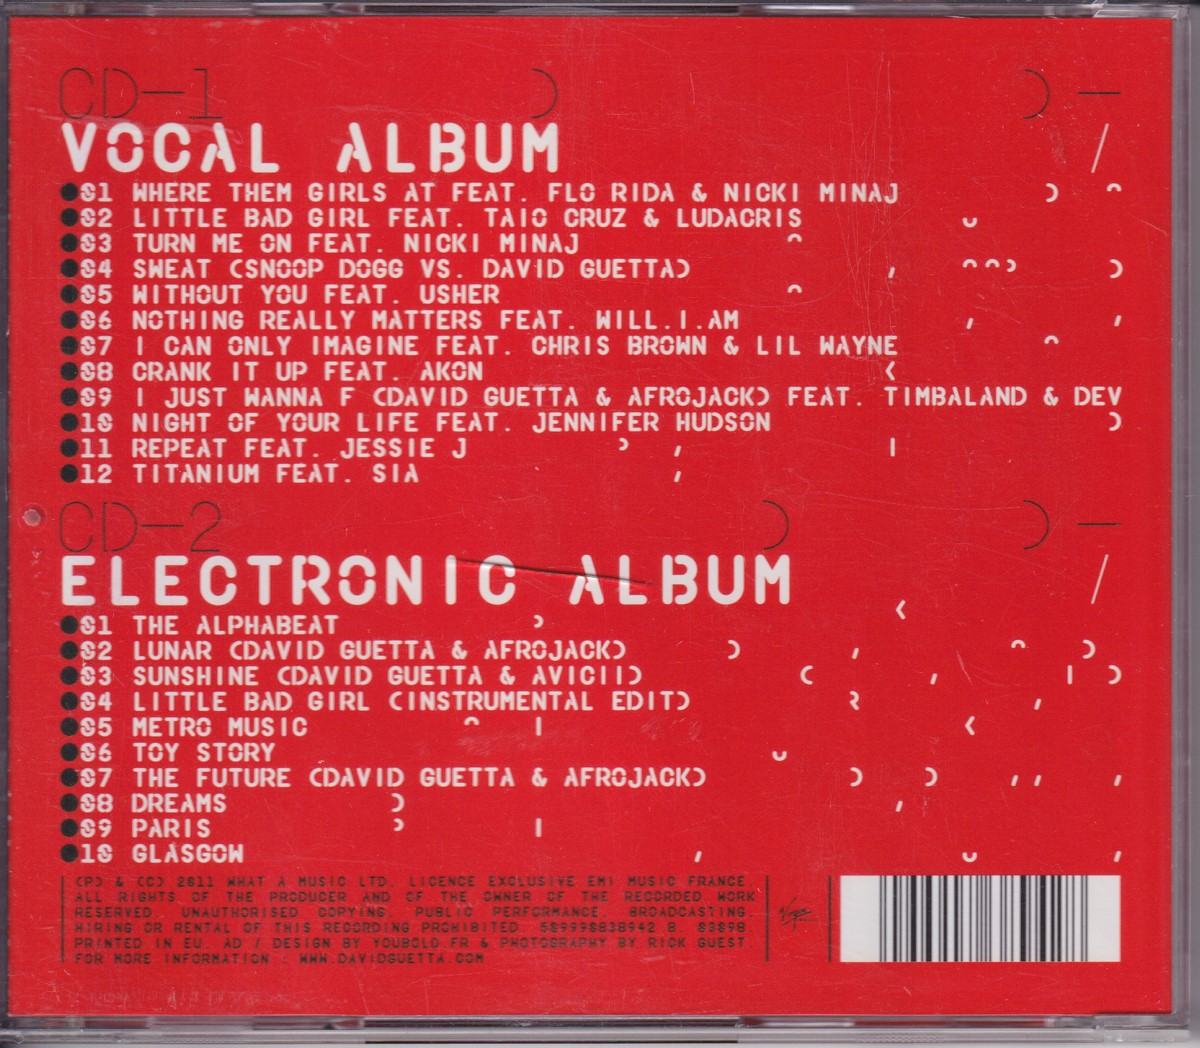 CD-1
VOCAL ALBUM
01 WHERE THEM GIRLS AT FEAT. FLO RIDA & NICKI MINAJ
02 LITTLE BAD GIRL FEAT. TAIO CRUZ & LUDACRIS
03 TURN ME ON FEAT. NICKI MINAJ
04 SWEAT (SNOOP DOGG VS. DAVID GUETTA)
05 WITHOUT YOU FEAT. USHER
06 NOTHING REALLY MATTERS FEAT. WILL.I.AM
07 I CAN ONLY IMAGINE FEAT. CHRIS BROWN & LIL WAYNE
08 CRANK IT UP FEAT. AKON
09 I JUST WANNA F (DAVID GUETTA & AFROJACK) FEAT. TIMBALAND & DEV
10 NIGHT OF YOUR LIFE FEAT. JENNIFER HUDSON
11 REPEAT FEAT. JESSIE J
12 TITANIUM FEAT. SIA
CD-2
ELECTRONIC ALBUM
01 THE ALPHABEAT
02 LUNAR (DAVID GUETTA & AFROJACK)
03 SUNSHINE (DAVID GUETTA & AVICII)
04 LITTLE BAD GIRL (INSTRUMENTAL EDIT)
05 METRO MUSIC
06 TOY STORY
07 THE FUTURE (DAVID GUETTA & AFROJACK)
08 DREAMS
09 PARIS
10 GLASGOW
(P) & (C) 2011 WHAT A MUSIC LTD, LICENCE EXCLUSIVE EMI MUSIC FRANCE.
ALL RIGHTS OF THE PRODUCER AND OF THE OWNER OF THE RECORDED WORK
RESERVED. UNAUTHORISED COPYING, PUBLIC PERFORMANCE, BROADCASTING,
HIRING OR RENTAL OF THIS RECORDING PROHIBITED. 509990838942 8. 83898.
PRINTED IN EU. AD / DESIGN BY YOUBOLD.FR & PHOTOGRAPHY BY RICK GUEST
FOR MORE INFORMATION : WWW.DAVIDGUETTA.COM
Virgin